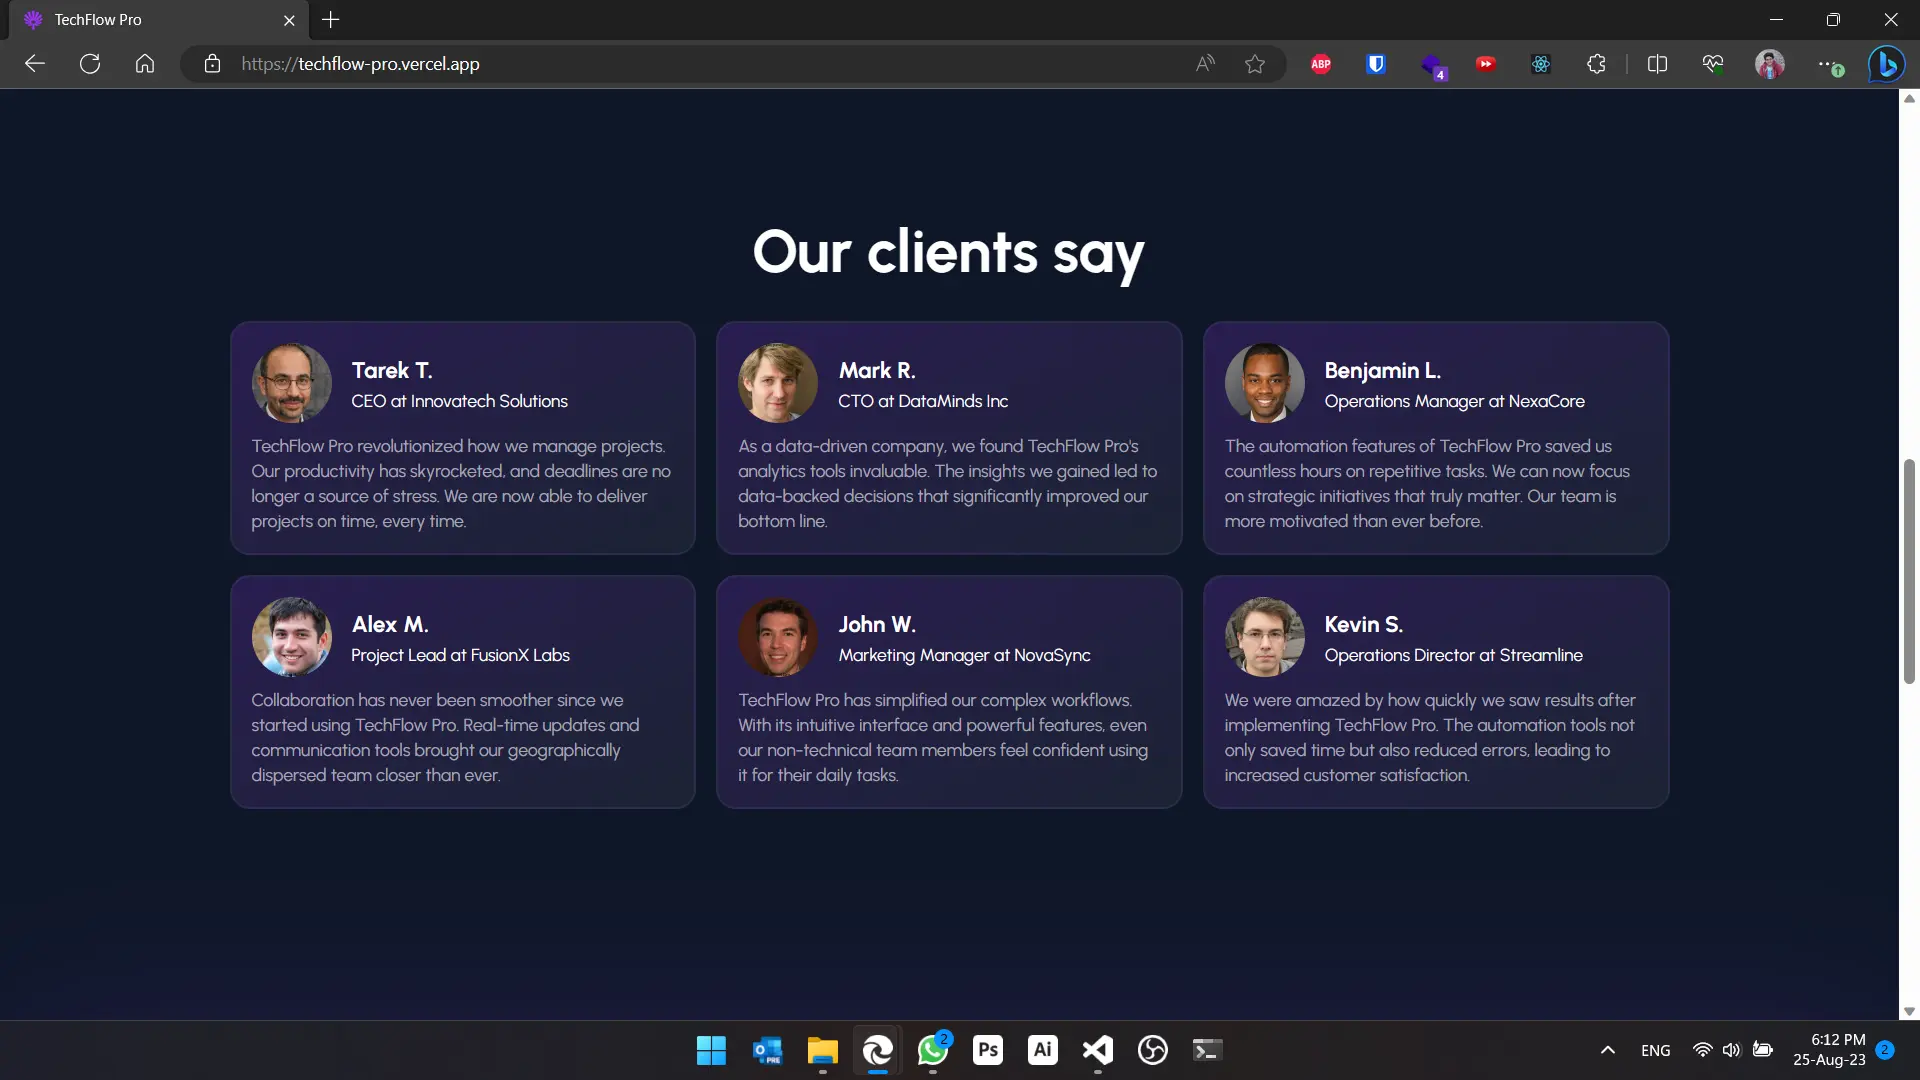 TechFlow Pro
https://techflow-pro.vercel.app
ABP
4
Our clients say
Tarek T.
CEO at Innovatech Solutions
TechFlow Pro revolutionized how we manage projects.
Our productivity has skyrocketed, and deadlines are no
longer a source of stress. We are now able to deliver
projects on time, every time.
Mark R.
CTO at DataMinds Inc
As a data-driven company, we found TechFlow Pro's
analytics tools invaluable. The insights we gained led to
data-backed decisions that significantly improved our
bottom line.
Benjamin L.
Operations Manager at NexaCore
The automation features of TechFlow Pro saved us
countless hours on repetitive tasks. We can now focus
on strategic initiatives that truly matter. Our team is
more motivated than ever before.
Alex M.
Project Lead at FusionX Labs
Collaboration has never been smoother since we
started using TechFlow Pro. Real-time updates and
communication tools brought our geographically
dispersed team closer than ever.
John W.
Marketing Manager at NovaSync
TechFlow Pro has simplified our complex workflows.
With its intuitive interface and powerful features, even
our non-technical team members feel confident using
it for their daily tasks.
Kevin S.
Operations Director at Streamline
We were amazed by how quickly we saw results after
implementing TechFlow Pro. The automation tools not
only saved time but also reduced errors, leading to
increased customer satisfaction.
PRE
2
Ps
Ai
ENG
6:12 PM
25-Aug-23
2